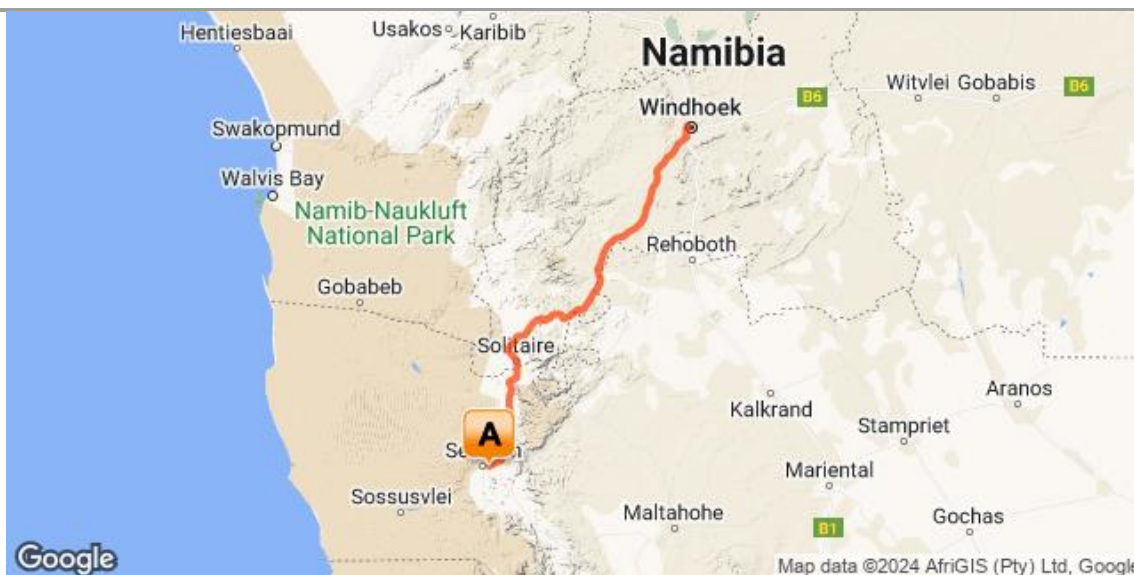 Hentiesbaai
Usakos
Karibib
Namibia
Witvlei
Gobabis
B6
B6
Windhoek
Swakopmund
Walvis Bay
Namib-Naukluft
National Park
Rehoboth
Gobabeb
Solitaire
Aranos
Kalkrand
Stampriet
A
Mariental
Sossusvlei
Maltahohe
B1
Gochas
Google
Map data ©2024 AfriGIS (Pty) Ltd, Google